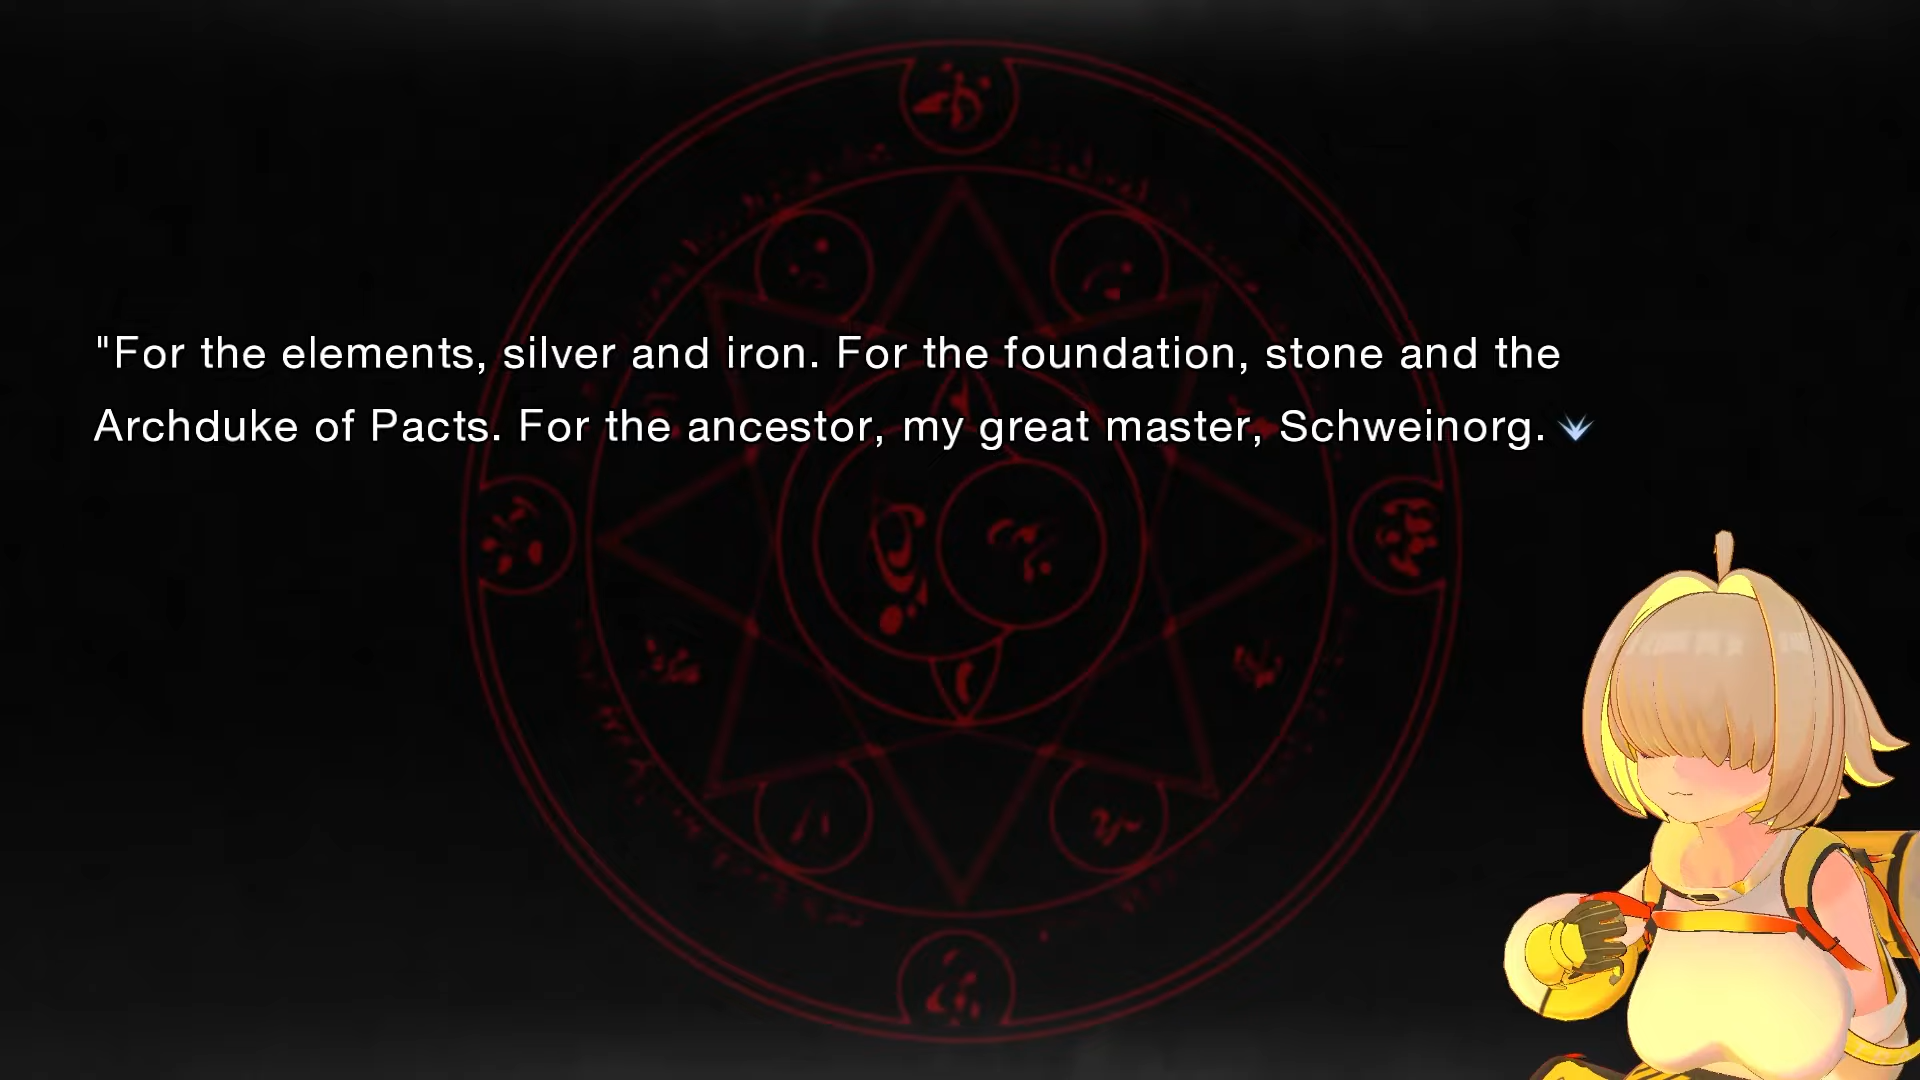 "For the elements, silver and iron. For the foundation, stone and the
Archduke of Pacts. For the ancestor, my great master, Schweinorg.